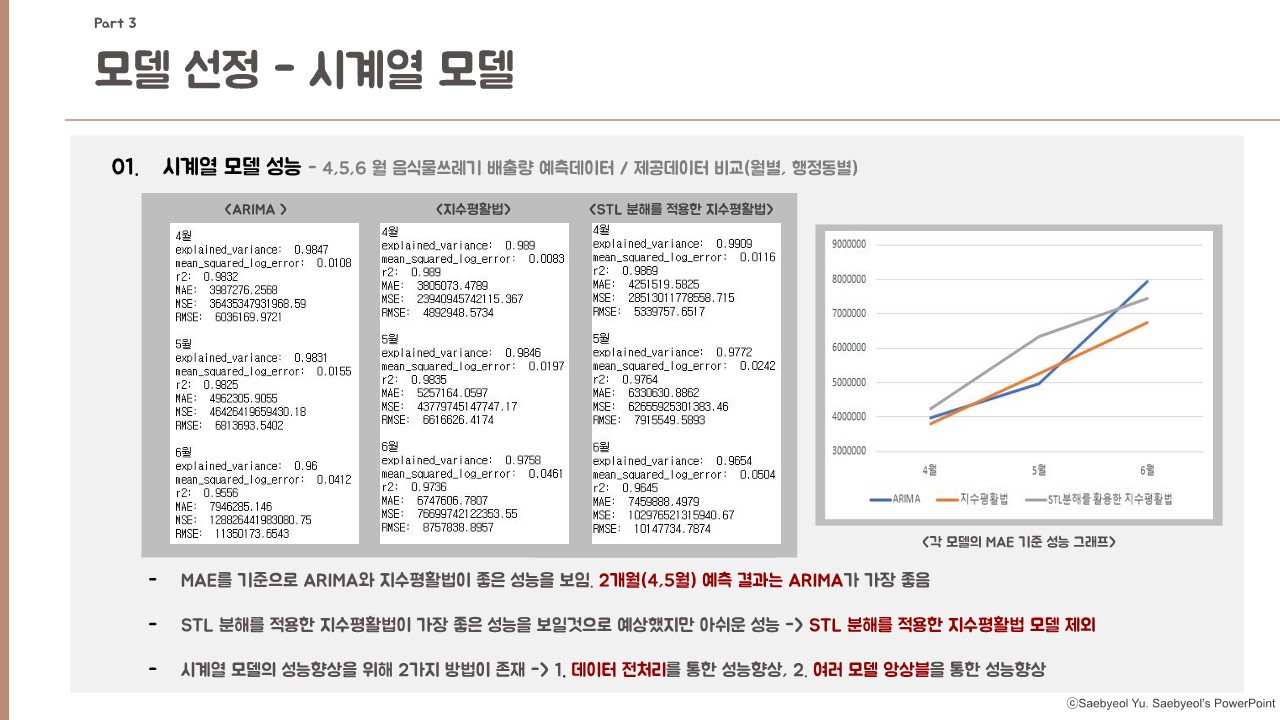 Part 3
모델 선정 - 시계열 모델
01. 시계열 모델 성능 - 4,5,6 월 음식물쓰레기 배출량 예측데이터 / 제공데이터 비교(월별, 행정동별)
<ARIMA >
4월
explained_variance: 0.9847
mean_squared_log_error: 0.0108
r2: 0.9832
MAE: 3987276.2568
MSE: 36435347931968.59
RMSE: 6036169.9721
5월
explained_variance: 0.9831
mean_squared_log_error: 0.0155
r2: 0.9825
MAE: 4962305.9055
MSE: 46426419659430.18
RMSE: 6813693.5402
6월
explained_variance: 0.96
mean_squared_log_error: 0.0412
r2: 0.9556
MAE: 7946285.146
MSE: 128826441983080.75
RMSE: 11350173.6543
<지수평활법>
4월
explained_variance: 0.989
mean_squared_log_error: 0.0083
r2: 0.989
MAE: 3805073.4789
MSE: 23940945742115.367
RMSE: 4892948.5734
5월
explained_variance: 0.9846
mean_squared_log_error: 0.0197
r2: 0.9835
MAE: 5257164.0597
MSE: 43779745147747.17
RMSE: 6616626.4174
6월
explained_variance: 0.9758
mean_squared_log_error: 0.0461
r2: 0.9736
MAE: 6747606.7807
MSE: 76699742122353.55
RMSE: 8757838.8957
<STL 분해를 적용한 지수평활법>
4월
explained_variance: 0.9909
mean_squared_log_error: 0.0116
r2: 0.9869
MAE: 4251519.5825
MSE: 28513011778558.715
RMSE: 5339757.6517
5월
explained_variance: 0.9772
mean_squared_log_error: 0.0242
r2: 0.9764
MAE: 6330630.8862
MSE: 62655925301383.46
RMSE: 7915549.5893
6월
explained_variance: 0.9654
mean_squared_log_error: 0.0504
r2: 0.9645
MAE: 7459888.4979
MSE: 102976521315940.67
RMSE: 10147734.7874
9000000
8000000
7000000
6000000
5000000
4000000
3000000
4월 5월 6월
ARIMA 지수평활법 STL분해를 활용한 지수평활법
<각 모델의 MAE 기준 성능 그래프>
- MAE를 기준으로 ARIMA와 지수평활법이 좋은 성능을 보임. 2개월(4,5월) 예측 결과는 ARIMA가 가장 좋음
- STL 분해를 적용한 지수평활법이 가장 좋은 성능을 보일것으로 예상했지만 아쉬운 성능 -> STL 분해를 적용한 지수평활법 모델 제외
- 시계열 모델의 성능향상을 위해 2가지 방법이 존재 -> 1. 데이터 전처리를 통한 성능향상, 2. 여러 모델 앙상블을 통한 성능향상
ⓒSaebyeol Yu. Saebyeol's PowerPoint